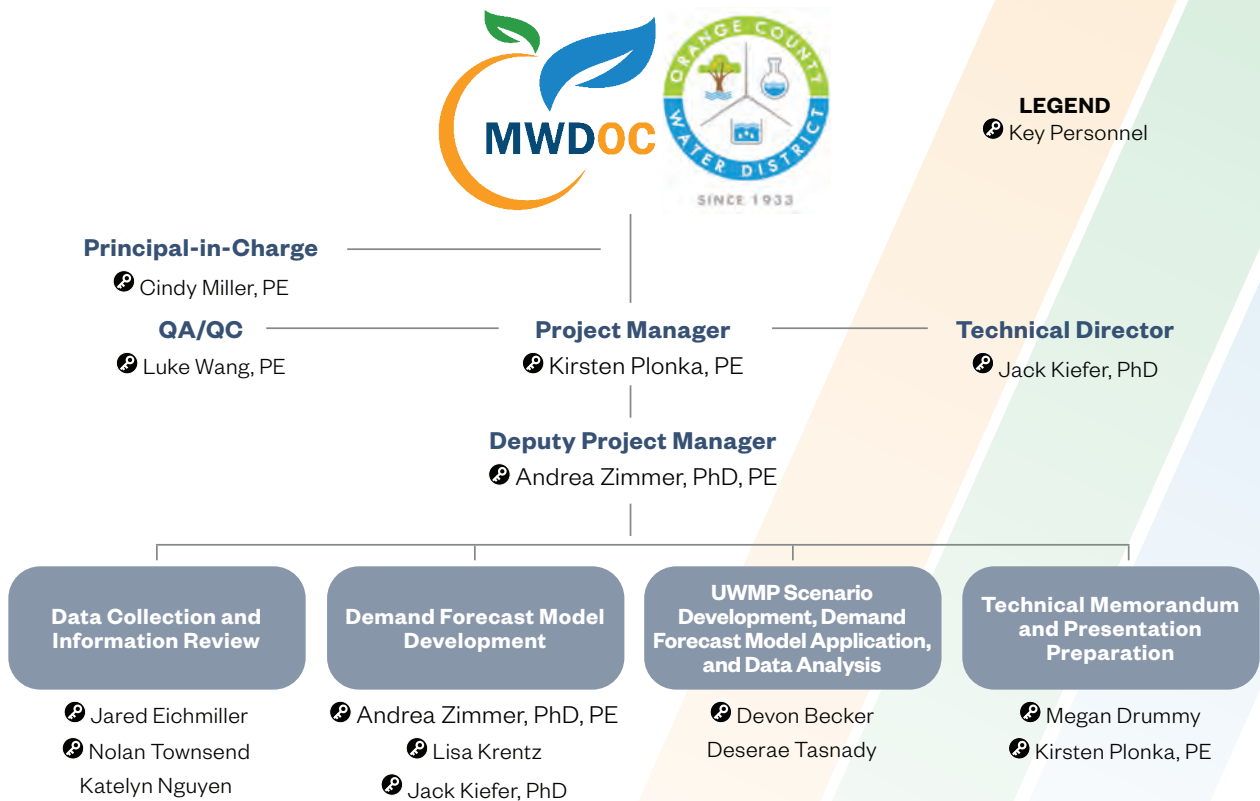 MWDOC
ORANGE COUNTY
WATER DISTRICT
SINCE 1933
LEGEND
Key Personnel
Principal-in-Charge
Cindy Miller, PE
QA/QC
Luke Wang, PE
Project Manager
Kirsten Plonka, PE
Technical Director
Jack Kiefer, PhD
Deputy Project Manager
Andrea Zimmer, PhD, PE
Data Collection and
Information Review
Jared Eichmiller
Nolan Townsend
Katelyn Nguyen
Demand Forecast Model
Development
Andrea Zimmer, PhD, PE
Lisa Krentz
Jack Kiefer, PhD
UWMP Scenario
Development, Demand
Forecast Model Application,
and Data Analysis
Devon Becker
Deserae Tasnady
Technical Memorandum
and Presentation
Preparation
Megan Drummy
Kirsten Plonka, PE